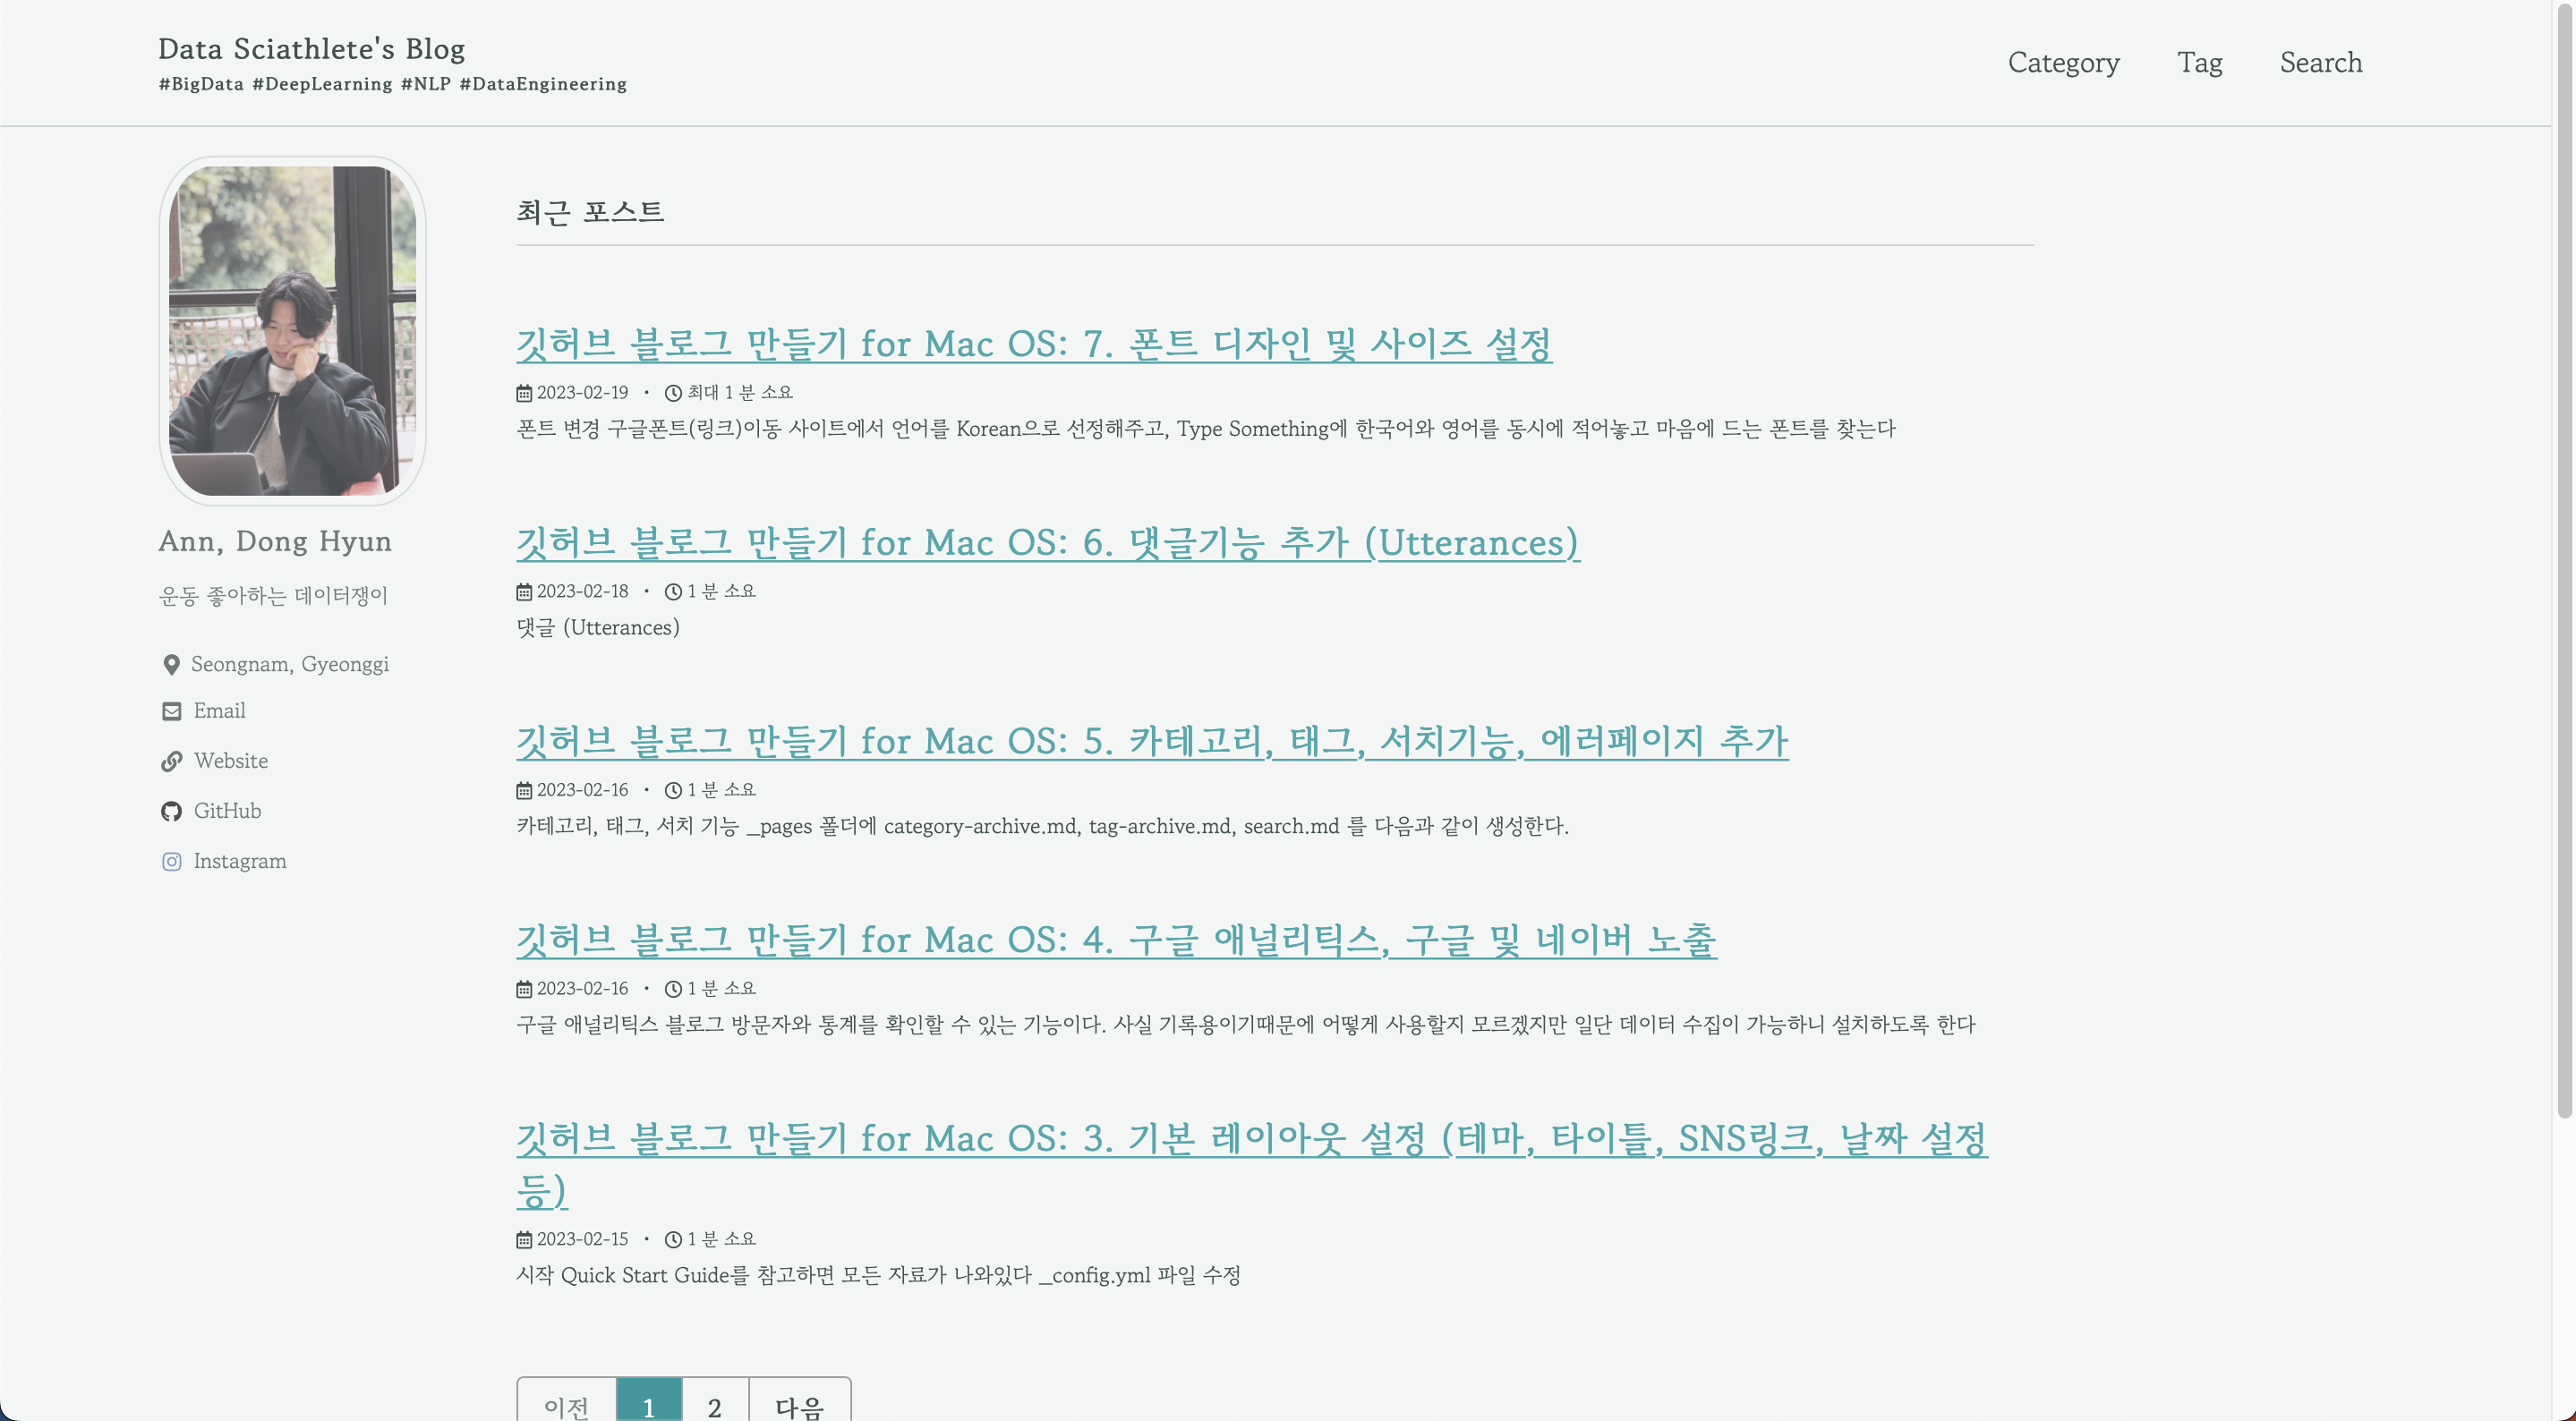 Data Sciathlete's Blog
#BigData #DeepLearning #NLP #DataEngineering
Category Tag Search
Ann, Dong Hyun
운동 좋아하는 데이터쟁이
Seongnam, Gyeonggi
Email
Website
GitHub
Instagram
최근 포스트
깃허브 블로그 만들기 for Mac OS: 7. 폰트 디자인 및 사이즈 설정
2023-02-19 • 최대 1 분 소요
폰트 변경 구글폰트(링크)이동 사이트에서 언어를 Korean으로 선정해주고, Type Something에 한국어와 영어를 동시에 적어놓고 마음에 드는 폰트를 찾는다
깃허브 블로그 만들기 for Mac OS: 6. 댓글기능 추가 (Utterances)
2023-02-18 • 1 분 소요
댓글 (Utterances)
깃허브 블로그 만들기 for Mac OS: 5. 카테고리, 태그, 서치기능, 에러페이지 추가
2023-02-16 • 1 분 소요
카테고리, 태그, 서치 기능 _pages 폴더에 category-archive.md, tag-archive.md, search.md 를 다음과 같이 생성한다.
깃허브 블로그 만들기 for Mac OS: 4. 구글 애널리틱스, 구글 및 네이버 노출
2023-02-16 • 1 분 소요
구글 애널리틱스 블로그 방문자와 통계를 확인할 수 있는 기능이다. 사실 기록용이기때문에 어떻게 사용할지 모르겠지만 일단 데이터 수집이 가능하니 설치하도록 한다
깃허브 블로그 만들기 for Mac OS: 3. 기본 레이아웃 설정 (테마, 타이틀, SNS링크, 날짜 설정
등)
2023-02-15 • 1 분 소요
시작 Quick Start Guide를 참고하면 모든 자료가 나와있다 _config.yml 파일 수정
이전 1 2 다음